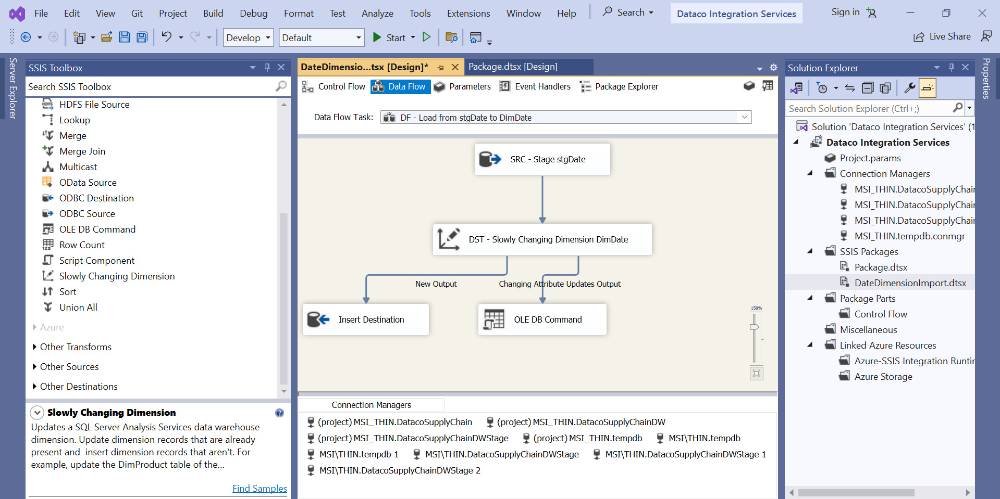 File Edit View Git Project Build Debug Format Test Analyze Tools Extensions Window Help Search Dataco Integration Services Sign in
Develop Default Start Live Share
Server Explorer
SSIS Toolbox
Search SSIS Toolbox
HDFS File Source
Lookup
Merge
Merge Join
Multicast
OData Source
ODBC Destination
ODBC Source
OLE DB Command
Row Count
Script Component
Slowly Changing Dimension
Sort
Union All
Azure
Other Transforms
Other Sources
Other Destinations
Slowly Changing Dimension
Updates a SQL Server Analysis Services data warehouse
dimension. Update dimension records that are already
present and insert dimension records that aren't. For
example, update the DimProduct table of the...
Find Samples
DateDimensio...tsx [Design]* Package.dtsx [Design]
Control Flow Data Flow Parameters Event Handlers Package Explorer
Data Flow Task: DF - Load from stgDate to DimDate
SRC - Stage stgDate
DST - Slowly Changing Dimension DimDate
New Output Changing Attribute Updates Output
Insert Destination OLE DB Command
150%
Connection Managers
(project) MSI_THIN.DatacoSupplyChain (project) MSI_THIN.DatacoSupplyChainDW
(project) MSI_THIN.DatacoSupplyChainDWStage (project) MSI_THIN.tempdb MSI\THIN.tempdb
MSI\THIN.tempdb 1 MSI\THIN.DatacoSupplyChainDWStage MSI\THIN.DatacoSupplyChainDWStage 1
MSI\THIN.DatacoSupplyChainDWStage 2
Solution Explorer
Search Solution Explorer (Ctrl+;)
Solution 'Dataco Integration Services' (1
Dataco Integration Services
Project.params
Connection Managers
MSI_THIN.DatacoSupplyChain
MSI_THIN.DatacoSupplyChain
MSI_THIN.DatacoSupplyChain
MSI_THIN.tempdb.conmgr
SSIS Packages
Package.dtsx
DateDimensionImport.dtsx
Package Parts
Control Flow
Miscellaneous
Linked Azure Resources
Azure-SSIS Integration Runtin
Azure Storage
Properties